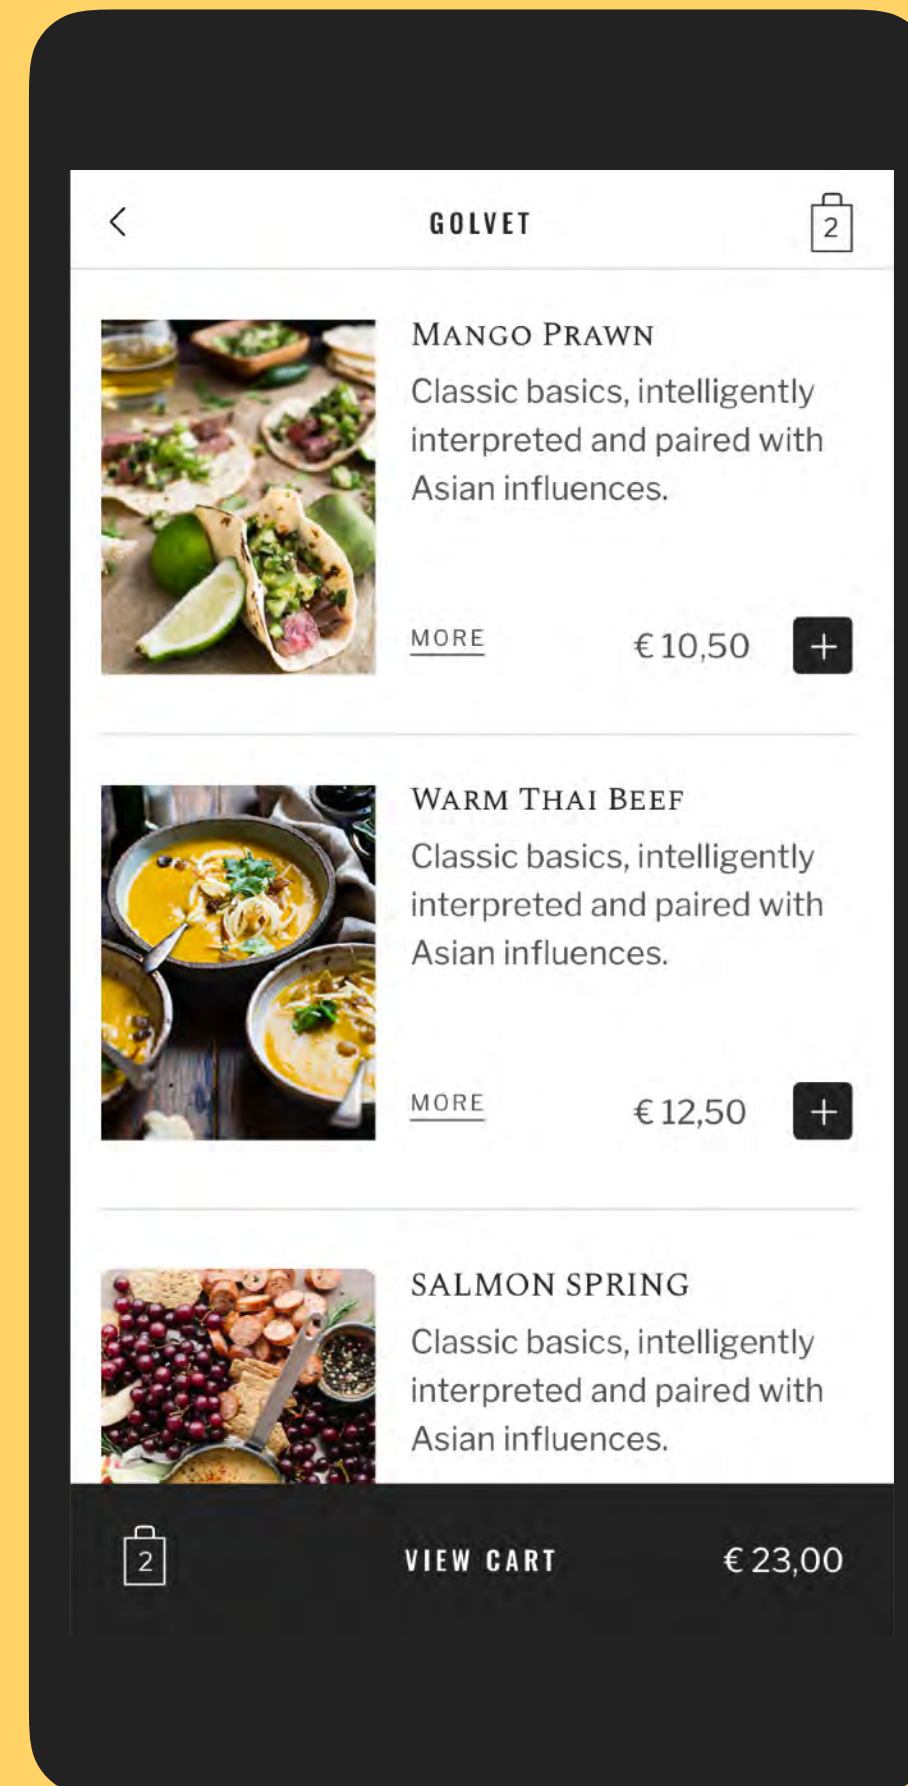 GOLVET
2
Mango Prawn
Classic basics, intelligently
interpreted and paired with
Asian influences.
MORE
€ 10,50
+
Warm Thai Beef
Classic basics, intelligently
interpreted and paired with
Asian influences.
MORE
€ 12,50
+
SALMON SPRING
Classic basics, intelligently
interpreted and paired with
Asian influences.
2
VIEW CART
€ 23,00